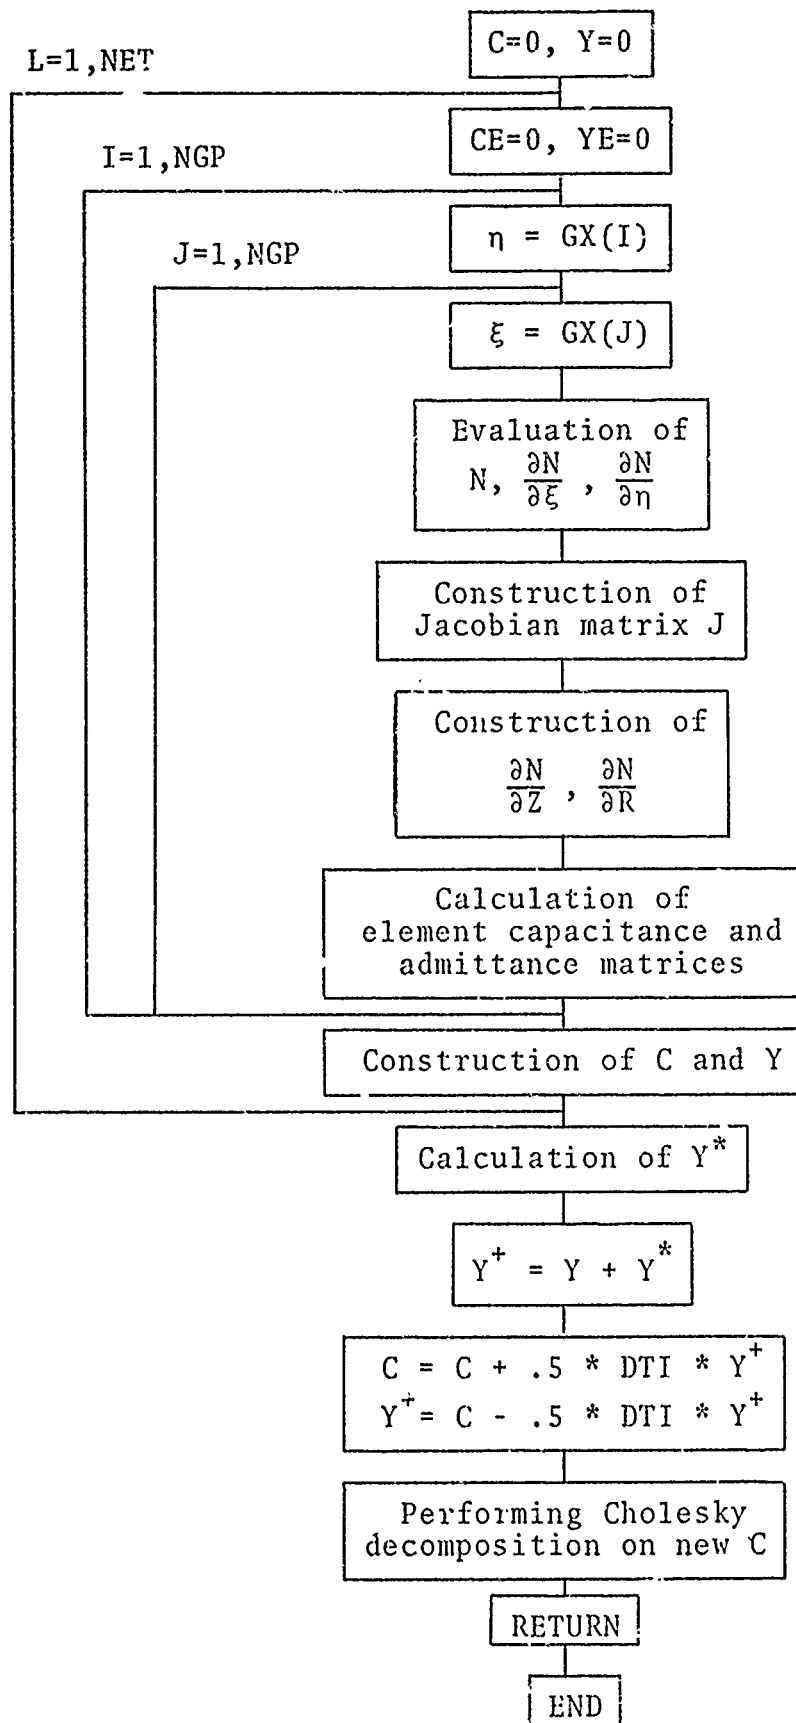 C=0, Y=0
L=1,NET
CE=0, YE=0
I=1,NGP
η = GX(I)
J=1,NGP
ξ = GX(J)
Evaluation of
N, ∂N/∂ξ , ∂N/∂η
Construction of
Jacobian matrix J
Construction of
∂N/∂Z , ∂N/∂R
Calculation of
element capacitance and
admittance matrices
Construction of C and Y
Calculation of Y*
Y⁺ = Y + Y*
C = C + .5 * DTI * Y⁺
Y⁺= C - .5 * DTI * Y⁺
Performing Cholesky
decomposition on new C
RETURN
END